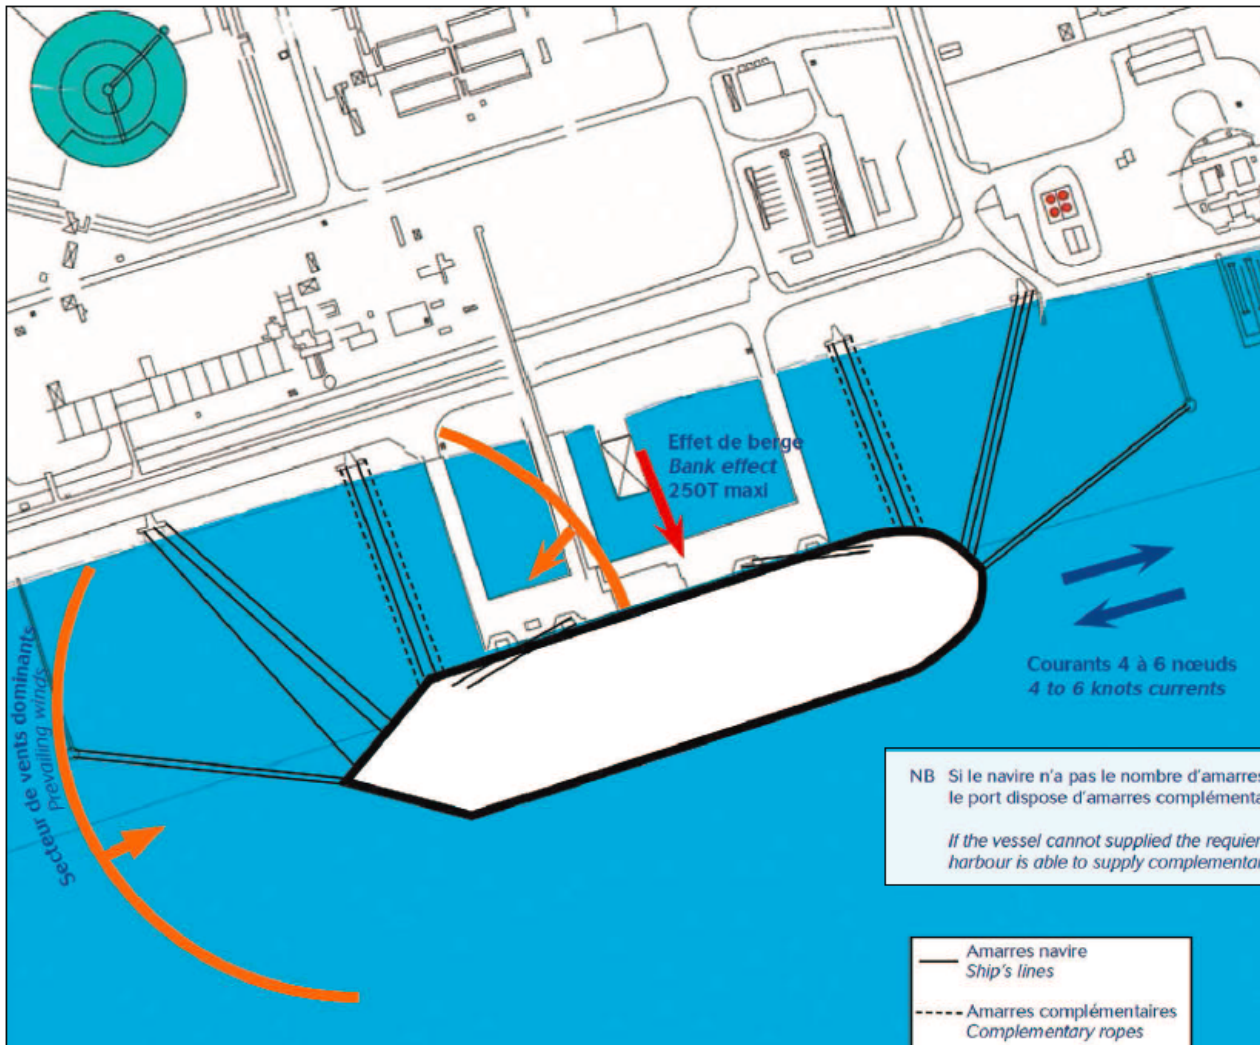 Effet de berge
Bank effect
250T maxi
Secteur de vents dominants
Prevailing winds
Courants 4 à 6 nœuds
4 to 6 knots currents
NB Si le navire n'a pas le nombre d'amarres
le port dispose d'amarres complémenta
If the vessel cannot supplied the requier
harbour is able to supply complementar
Amarres navire
Ship's lines
Amarres complémentaires
Complementary ropes